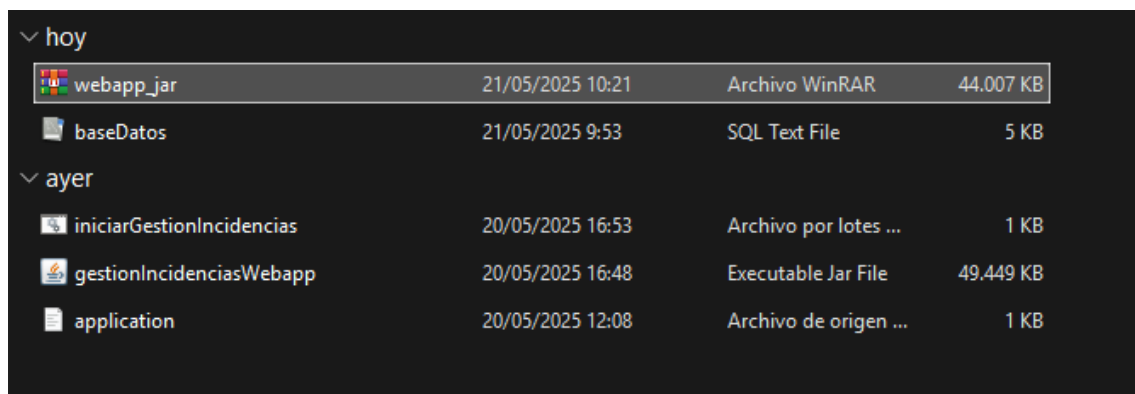 hoy
webapp_jar 21/05/2025 10:21 Archivo WinRAR 44.007 KB
baseDatos 21/05/2025 9:53 SQL Text File 5 KB
ayer
iniciarGestionIncidencias 20/05/2025 16:53 Archivo por lotes ... 1 KB
gestionIncidenciasWebapp 20/05/2025 16:48 Executable Jar File 49.449 KB
application 20/05/2025 12:08 Archivo de origen ... 1 KB